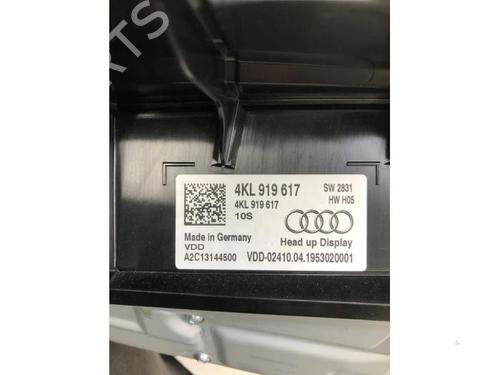 PARTS
4KL 919 617 SW 2831
4KL 919 617 HW H05
10S
Made in Germany Head up Display
VDD
A2C13144500 VDD-02410.04.1953020001